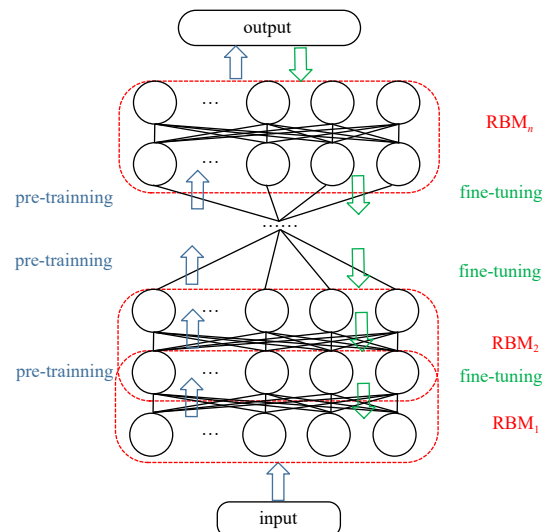 output
...
RBMn
...
pre-trainning
fine-tuning
......
pre-trainning
fine-tuning
...
RBM2
pre-trainning
...
fine-tuning
RBM1
...
input